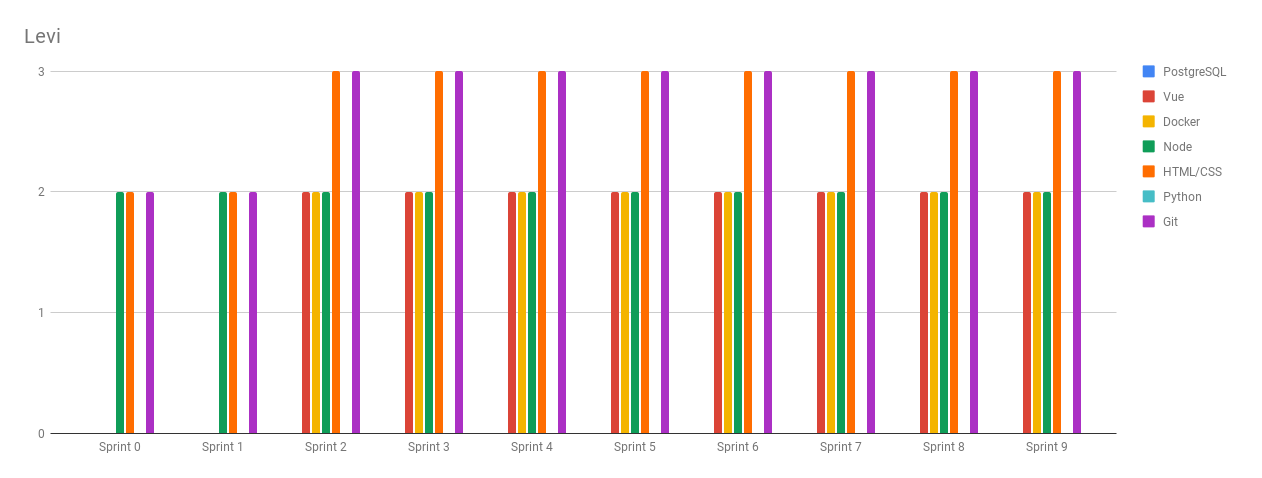 Levi
3
2
1
0
Sprint 0 Sprint 1 Sprint 2 Sprint 3 Sprint 4 Sprint 5 Sprint 6 Sprint 7 Sprint 8 Sprint 9
PostgreSQL
Vue
Docker
Node
HTML/CSS
Python
Git